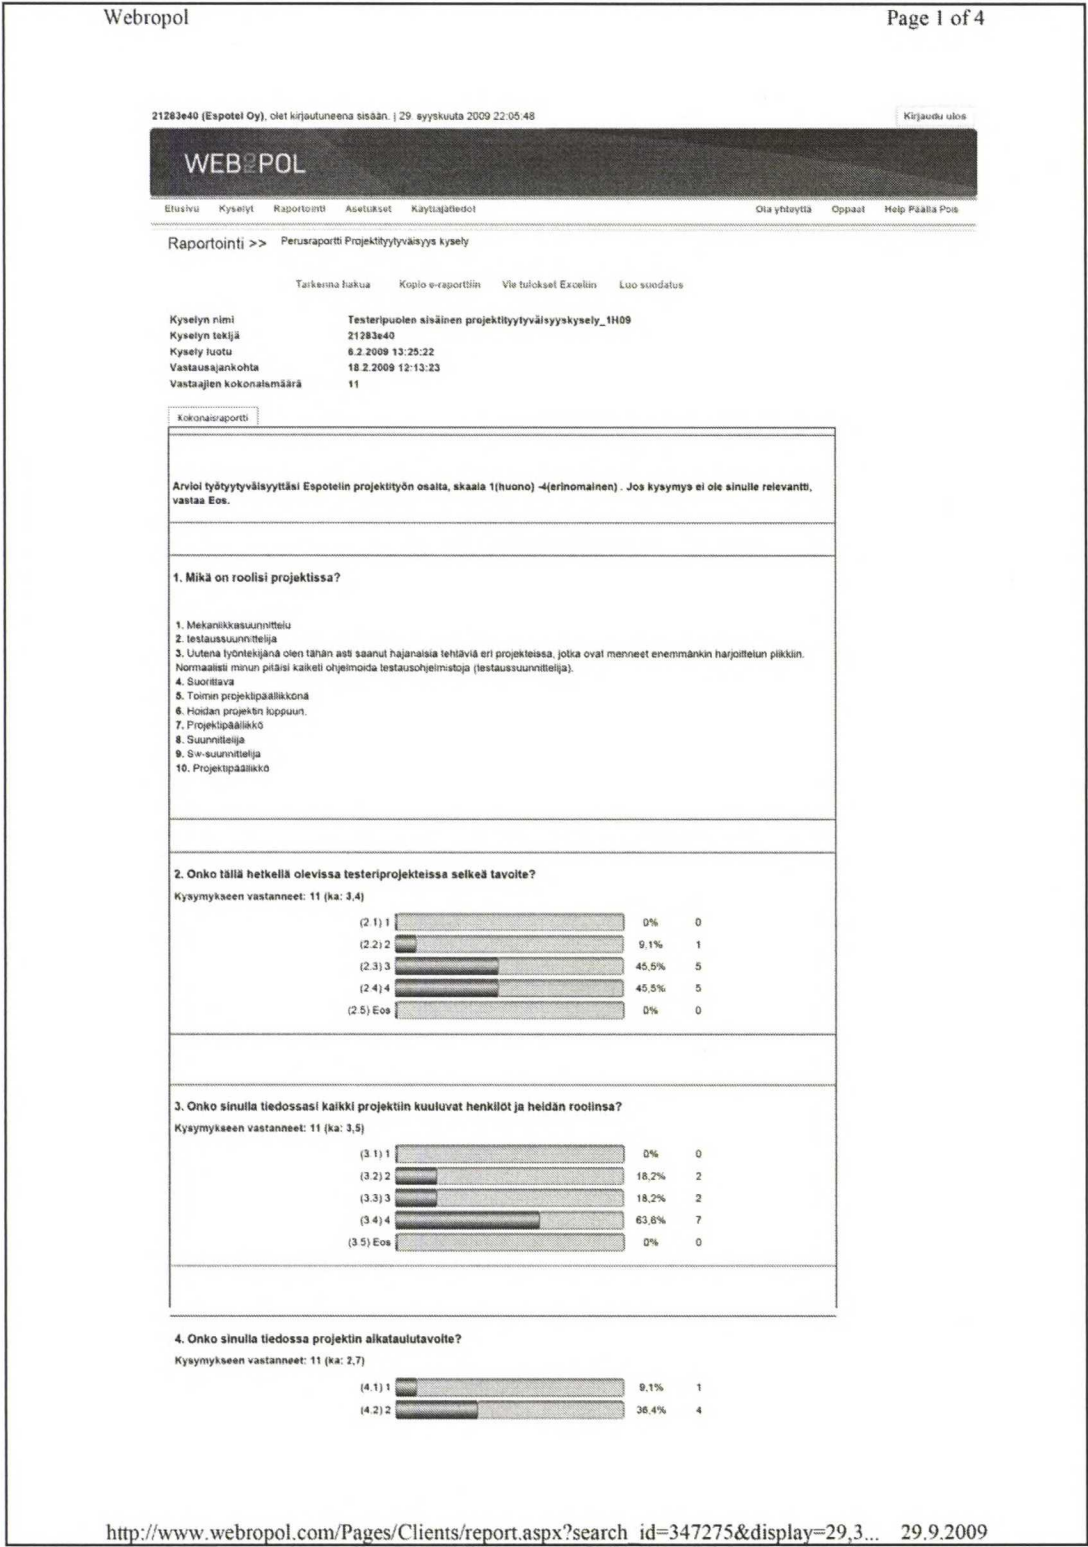 Webropol Page 1 of 4
21283e40 (Espotel Oy), olet kirjautuneena sisään. | 29. syyskuuta 2009 22:05:48 Kirjaudu ulos
WEBROPOL
Etusivu Kyselyt Raportointi Asetukset Käyttäjätiedot Ota yhteyttä Oppaat Help Päällä Pois
Raportointi >> Perusraportti Projektityytyväisyys kysely
Tarkenna hakua Kopio e-raporttiin Vie tulokset Exceliin Luo suodatus
Kyselyn nimi Testeripuolen sisäinen projektityytyväisyyskysely_1H09
Kyselyn tekijä 21283e40
Kysely luotu 6.2.2009 13:25:22
Vastausajankohta 18.2.2009 12:13:23
Vastaajien kokonaismäärä 11
Kokonaisraportti
Arvioi työtyytyväisyyttäsi Espotelin projektityön osalta, skaala 1(huono) -4(erinomainen) . Jos kysymys ei ole sinulle relevantti,
vastaa Eos.
1. Mikä on roolisi projektissa?
1. Mekaniikkasuunnittelu
2. testaussuunnittelija
3. Uutena työntekijänä olen tähän asti saanut hajanaisia tehtäviä eri projekteissa, jotka ovat menneet enemmänkin harjoittelun piikkiin.
Normaalisti minun pitäisi kaiketi ohjelmoida testausohjelmistoja (testaussuunnittelija).
4. Suorittava
5. Toimin projektipäällikkönä
6. Hoidan projektin loppuun.
7. Projektipäällikkö
8. Suunnittelija
9. Sw-suunnittelija
10. Projektipäällikkö
2. Onko tällä hetkellä olevissa testeriprojekteissa selkeä tavoite?
Kysymykseen vastanneet: 11 (ka: 3,4)
(2.1) 1 0% 0
(2.2) 2 9,1% 1
(2.3) 3 45,5% 5
(2.4) 4 45,5% 5
(2.5) Eos 0% 0
3. Onko sinulla tiedossasi kaikki projektiin kuuluvat henkilöt ja heidän roolinsa?
Kysymykseen vastanneet: 11 (ka: 3,5)
(3.1) 1 0% 0
(3.2) 2 18,2% 2
(3.3) 3 18,2% 2
(3.4) 4 63,6% 7
(3.5) Eos 0% 0
4. Onko sinulla tiedossa projektin aikataulutavoite?
Kysymykseen vastanneet: 11 (ka: 2,7)
(4.1) 1 9,1% 1
(4.2) 2 36,4% 4
http://www.webropol.com/Pages/Clients/report.aspx?search_id=347275&display=29,3... 29.9.2009